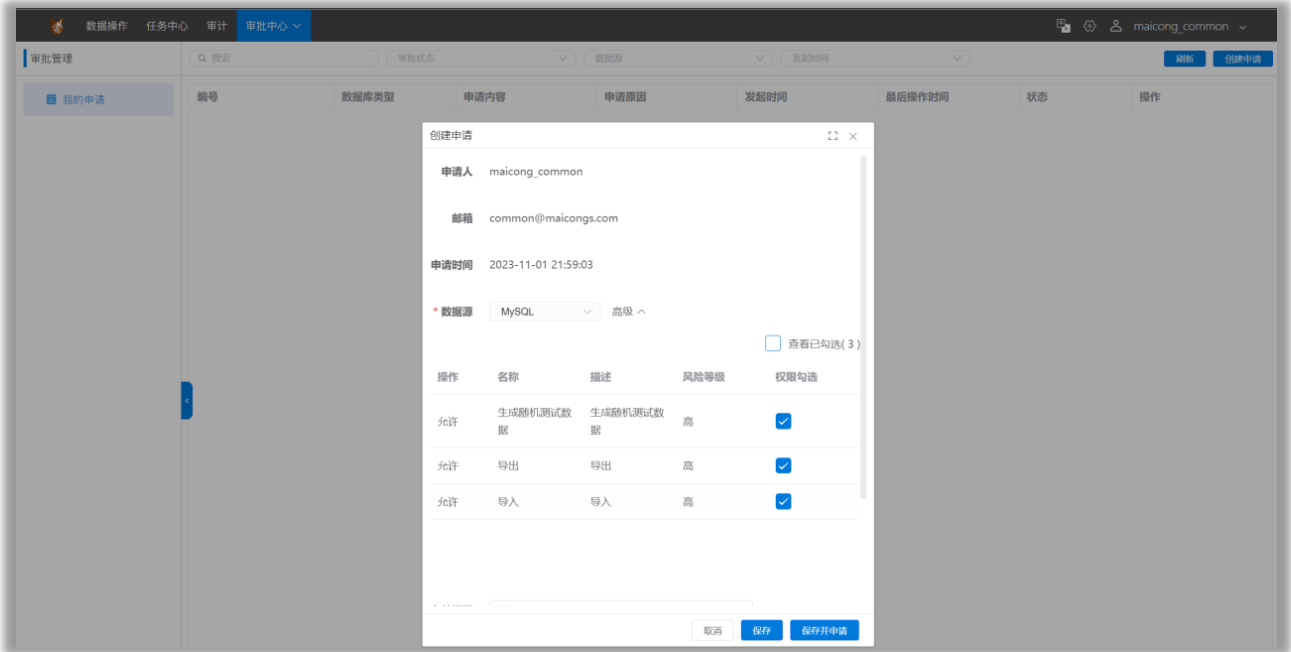 数据操作 任务中心 审计 审批中心 maicong_common
审批管理 搜索 审批状态 数据源 发起时间 刷新 创建申请
我的申请 编号 数据库类型 申请内容 申请原因 发起时间 最后操作时间 状态 操作
创建申请
申请人 maicong_common
邮箱 common@maicongs.com
申请时间 2023-11-01 21:59:03
* 数据源 MySQL 高级
查看已勾选( 3 )
操作 名称 描述 风险等级 权限勾选
允许 生成随机测试数据 生成随机测试数据 高
允许 导出 导出 高
允许 导入 导入 高
取消 保存 保存并申请